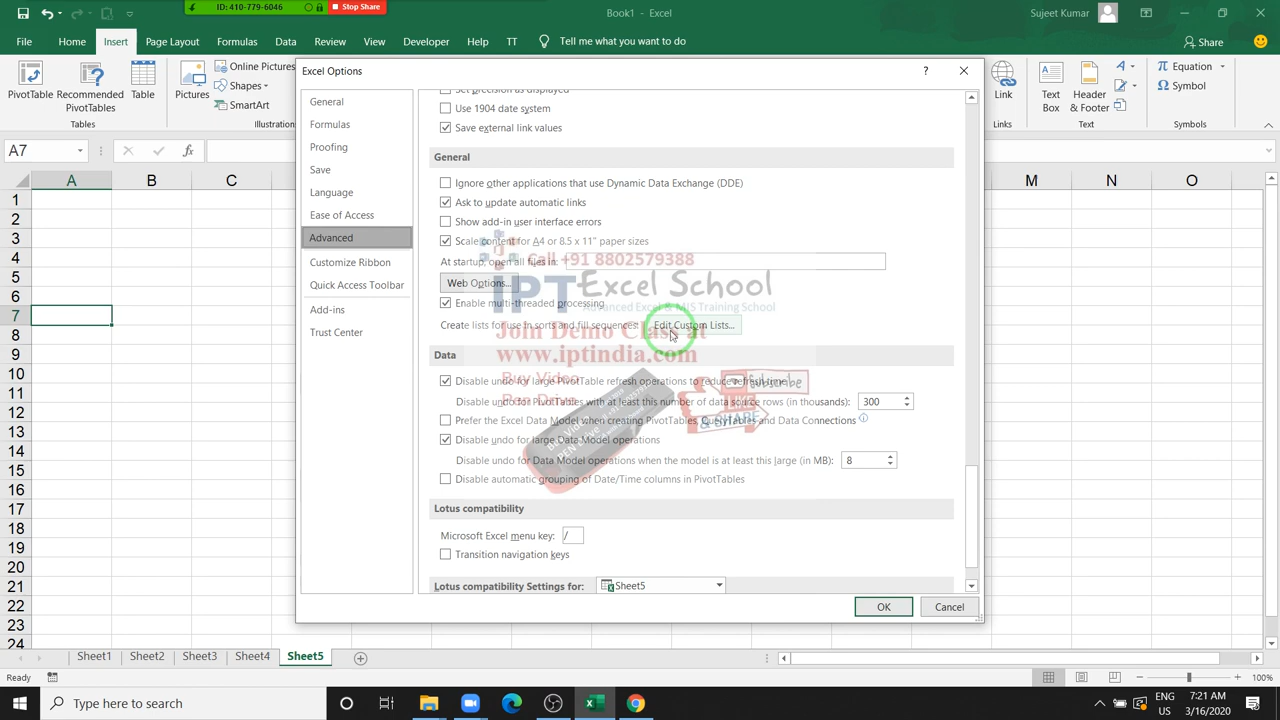 ID: 410-779-6046
Stop Share
Book1 - Excel
Sujeet Kumar
File Home Insert Page Layout Formulas Data Review View Developer Help TT Tell me what you want to do
Share
PivotTable
Recommended PivotTables
Table
Tables
Pictures
Online Pictures
Shapes
SmartArt
Illustration
Link
Links
Text Box
Header & Footer
Text
Equation
Symbol
Symbols
A7
fx
A B C M N O
1
2
3
4
5
6
7
8
9
10
11
12
13
14
15
16
17
18
19
20
21
22
23
24
Excel Options
General
Formulas
Proofing
Save
Language
Ease of Access
Advanced
Customize Ribbon
Quick Access Toolbar
Add-ins
Trust Center
Set precision as displayed
Use 1904 date system
Save external link values
General
Ignore other applications that use Dynamic Data Exchange (DDE)
Ask to update automatic links
Show add-in user interface errors
Scale content for A4 or 8.5 x 11" paper sizes
At startup, open all files in:
Web Options...
Enable multi-threaded processing
Create lists for use in sorts and fill sequences: Edit Custom Lists...
Data
Disable undo for large PivotTable refresh operations to reduce refresh time
Disable undo for PivotTables with at least this number of data source rows (in thousands): 300
Prefer the Excel Data Model when creating PivotTables, QueryTables and Data Connections
Disable undo for large Data Model operations
Disable undo for Data Model operations when the model is at least this large (in MB): 8
Disable automatic grouping of Date/Time columns in PivotTables
Lotus compatibility
Microsoft Excel menu key: /
Transition navigation keys
Lotus compatibility Settings for: Sheet5
OK Cancel
Call +91 8802579388
IPT Excel School
Advanced Excel & MIS Training School
Join Demo Class at
www.iptindia.com
Buy Video
Pen Drive
Subscribe
LIKE
& SHARE
Sheet1 Sheet2 Sheet3 Sheet4 Sheet5
Ready
100%
Type here to search
ENG
US
7:21 AM
3/16/2020